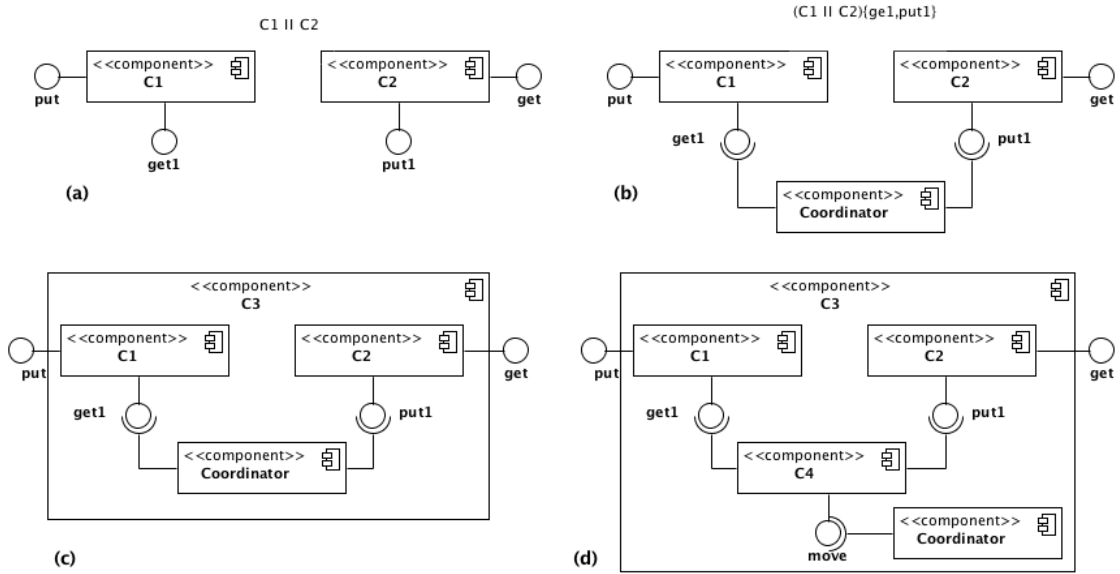 C1 II C2
<<component>>
C1
<<component>>
C2
put
get
get1
put1
(a)
(C1 II C2){ge1,put1}
<<component>>
C1
<<component>>
C2
put
get
get1
put1
<<component>>
Coordinator
(b)
<<component>>
C3
<<component>>
C1
<<component>>
C2
put
get
get1
put1
<<component>>
Coordinator
(c)
<<component>>
C3
<<component>>
C1
<<component>>
C2
put
get
get1
put1
<<component>>
C4
<<component>>
Coordinator
move
(d)